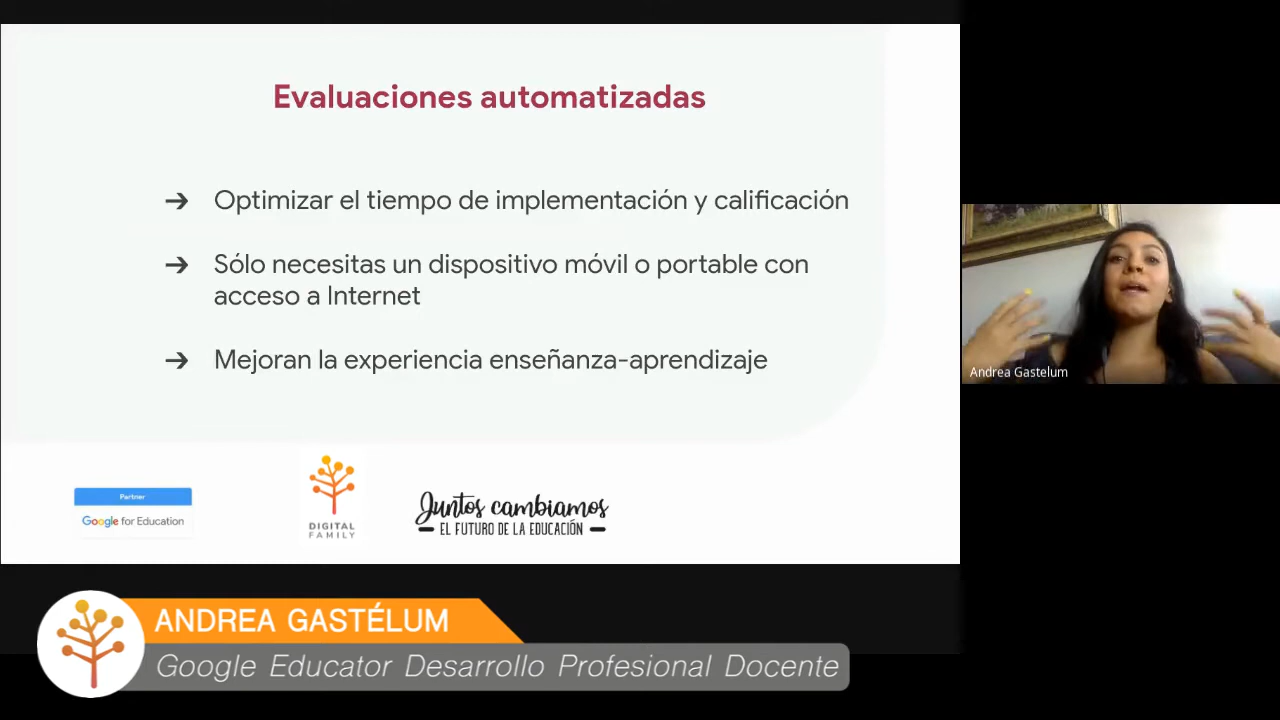 Evaluaciones automatizadas
➔ Optimizar el tiempo de implementación y calificación
➔ Sólo necesitas un dispositivo móvil o portable con
acceso a Internet
➔ Mejoran la experiencia enseñanza-aprendizaje
Andrea Gastelum
Partner
Google for Education
DIGITAL
FAMILY
Juntos cambiamos
EL FUTURO DE LA EDUCACIÓN
ANDREA GASTÉLUM
Google Educator Desarrollo Profesional Docente